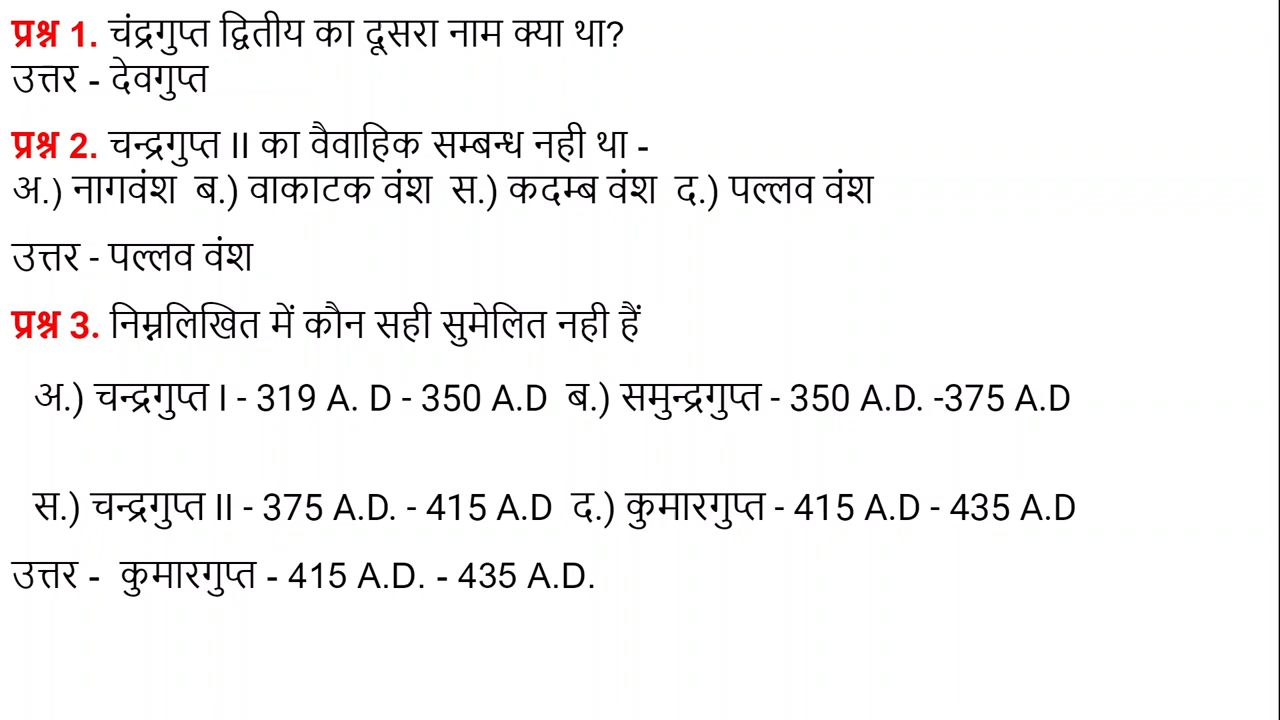 प्रश्न 1. चंद्रगुप्त द्वितीय का दूसरा नाम क्या था?
उत्तर - देवगुप्त
प्रश्न 2. चन्द्रगुप्त II का वैवाहिक सम्बन्ध नही था -
अ.) नागवंश ब.) वाकाटक वंश स.) कदम्ब वंश द.) पल्लव वंश
उत्तर - पल्लव वंश
प्रश्न 3. निम्नलिखित में कौन सही सुमेलित नही हैं
अ.) चन्द्रगुप्त I - 319 A. D - 350 A.D ब.) समुन्द्रगुप्त - 350 A.D. -375 A.D
स.) चन्द्रगुप्त II - 375 A.D. - 415 A.D द.) कुमारगुप्त - 415 A.D - 435 A.D
उत्तर - कुमारगुप्त - 415 A.D. - 435 A.D.